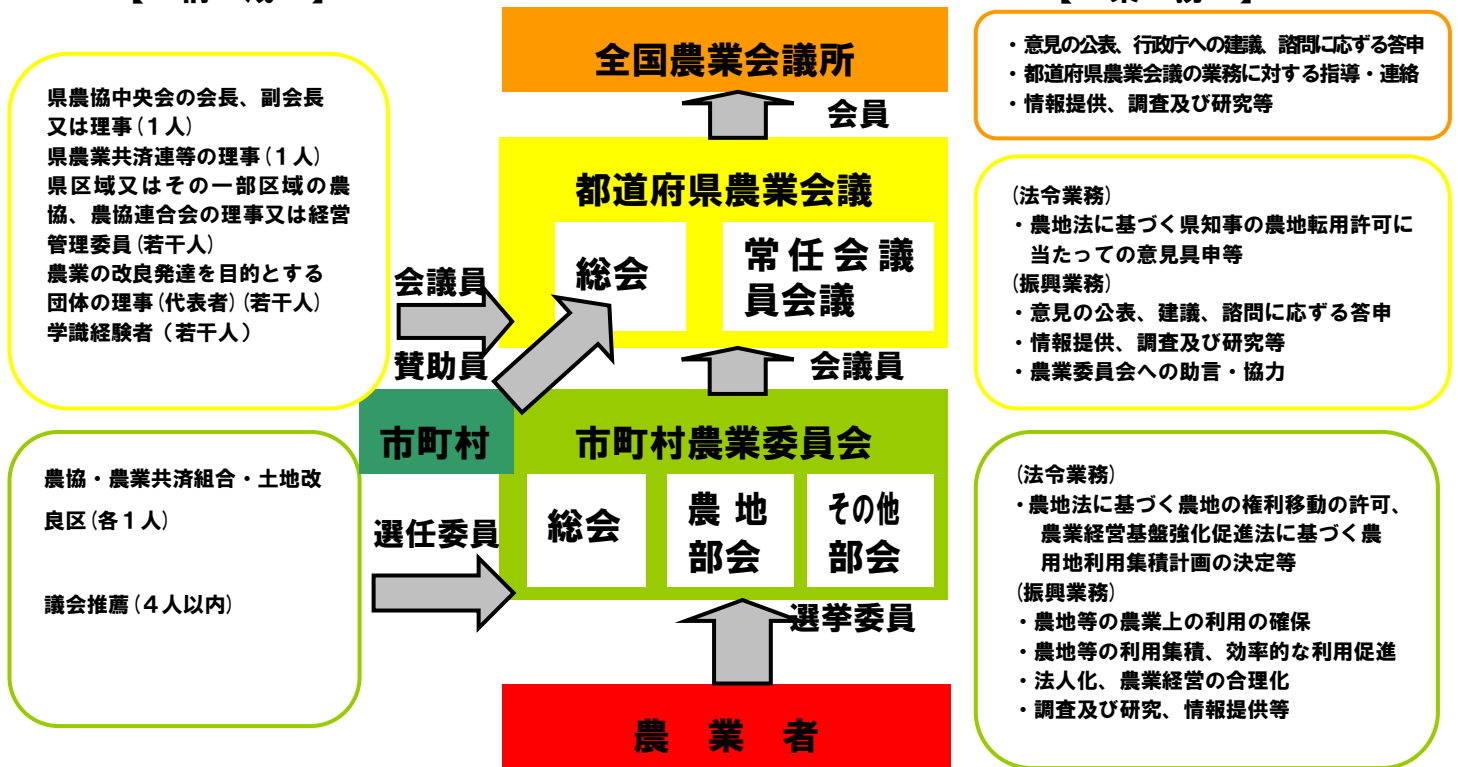 【 構 成 】
【 業 務 】
全国農業会議所
会員
都道府県農業会議
総会
常任会議
員会議
会議員
賛助員
会議員
市町村
市町村農業委員会
総会
農地
部会
その他
部会
選任委員
選挙委員
農 業 者
県農協中央会の会長、副会長
又は理事(1人)
県農業共済連等の理事(1人)
県区域又はその一部区域の農
協、農協連合会の理事又は経営
管理委員(若干人)
農業の改良発達を目的とする
団体の理事(代表者)(若干人)
学識経験者(若干人)
農協・農業共済組合・土地改
良区(各1人)
議会推薦(4人以内)
・意見の公表、行政庁への建議、諮問に応ずる答申
・都道府県農業会議の業務に対する指導・連絡
・情報提供、調査及び研究等
(法令業務)
・農地法に基づく県知事の農地転用許可に
当たっての意見具申等
(振興業務)
・意見の公表、建議、諮問に応ずる答申
・情報提供、調査及び研究等
・農業委員会への助言・協力
(法令業務)
・農地法に基づく農地の権利移動の許可、
農業経営基盤強化促進法に基づく農
用地利用集積計画の決定等
(振興業務)
・農地等の農業上の利用の確保
・農地等の利用集積、効率的な利用促進
・法人化、農業経営の合理化
・調査及び研究、情報提供等